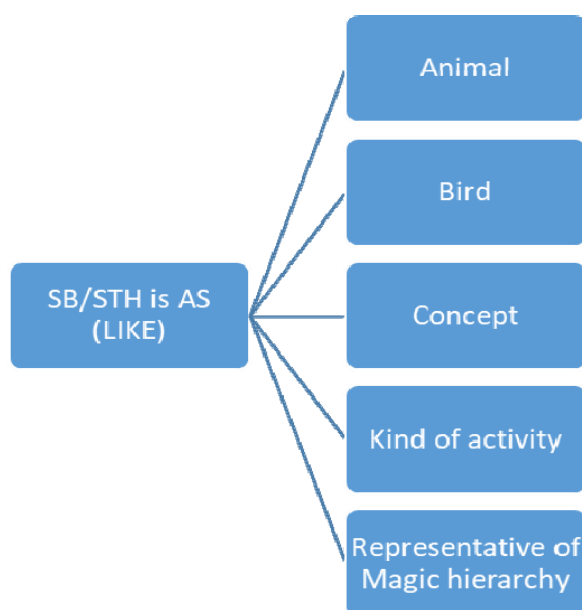 Animal
Bird
SB/STH is AS
(LIKE)
Concept
Kind of activity
Representative of
Magic hierarchy